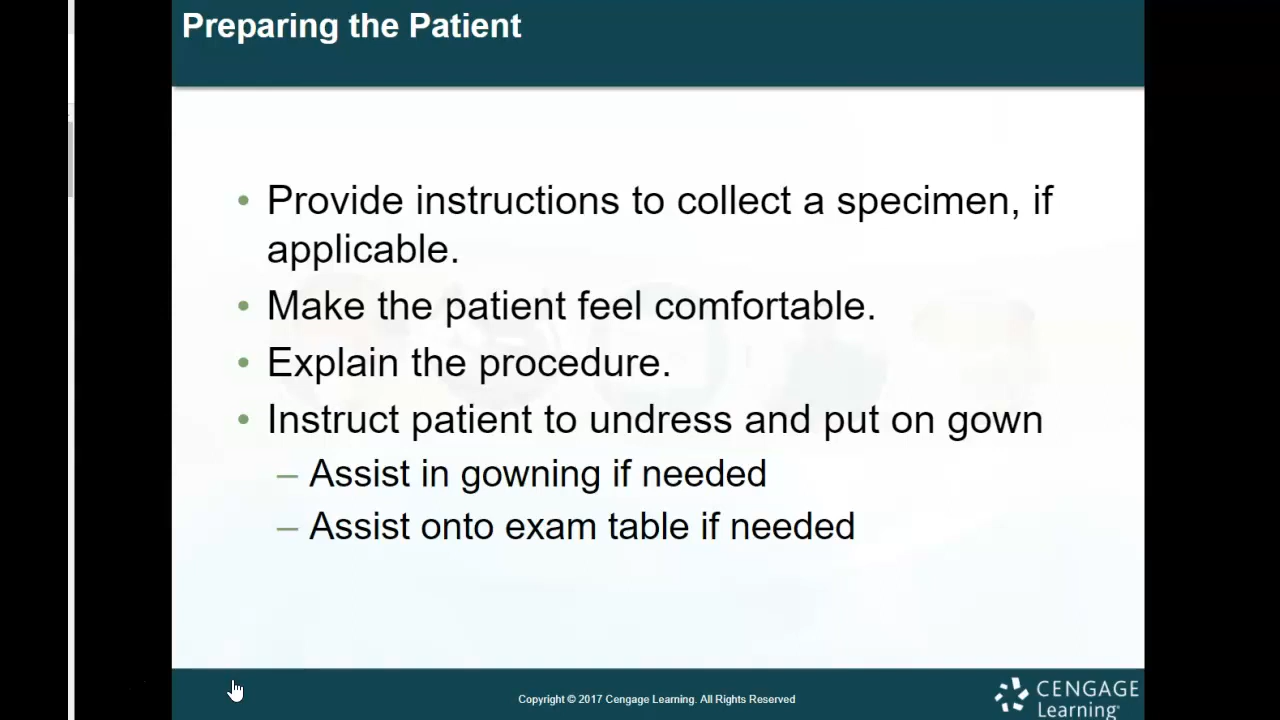 Preparing the Patient
• Provide instructions to collect a specimen, if
applicable.
• Make the patient feel comfortable.
• Explain the procedure.
• Instruct patient to undress and put on gown
– Assist in gowning if needed
– Assist onto exam table if needed
Copyright © 2017 Cengage Learning. All Rights Reserved
CENGAGE
Learning